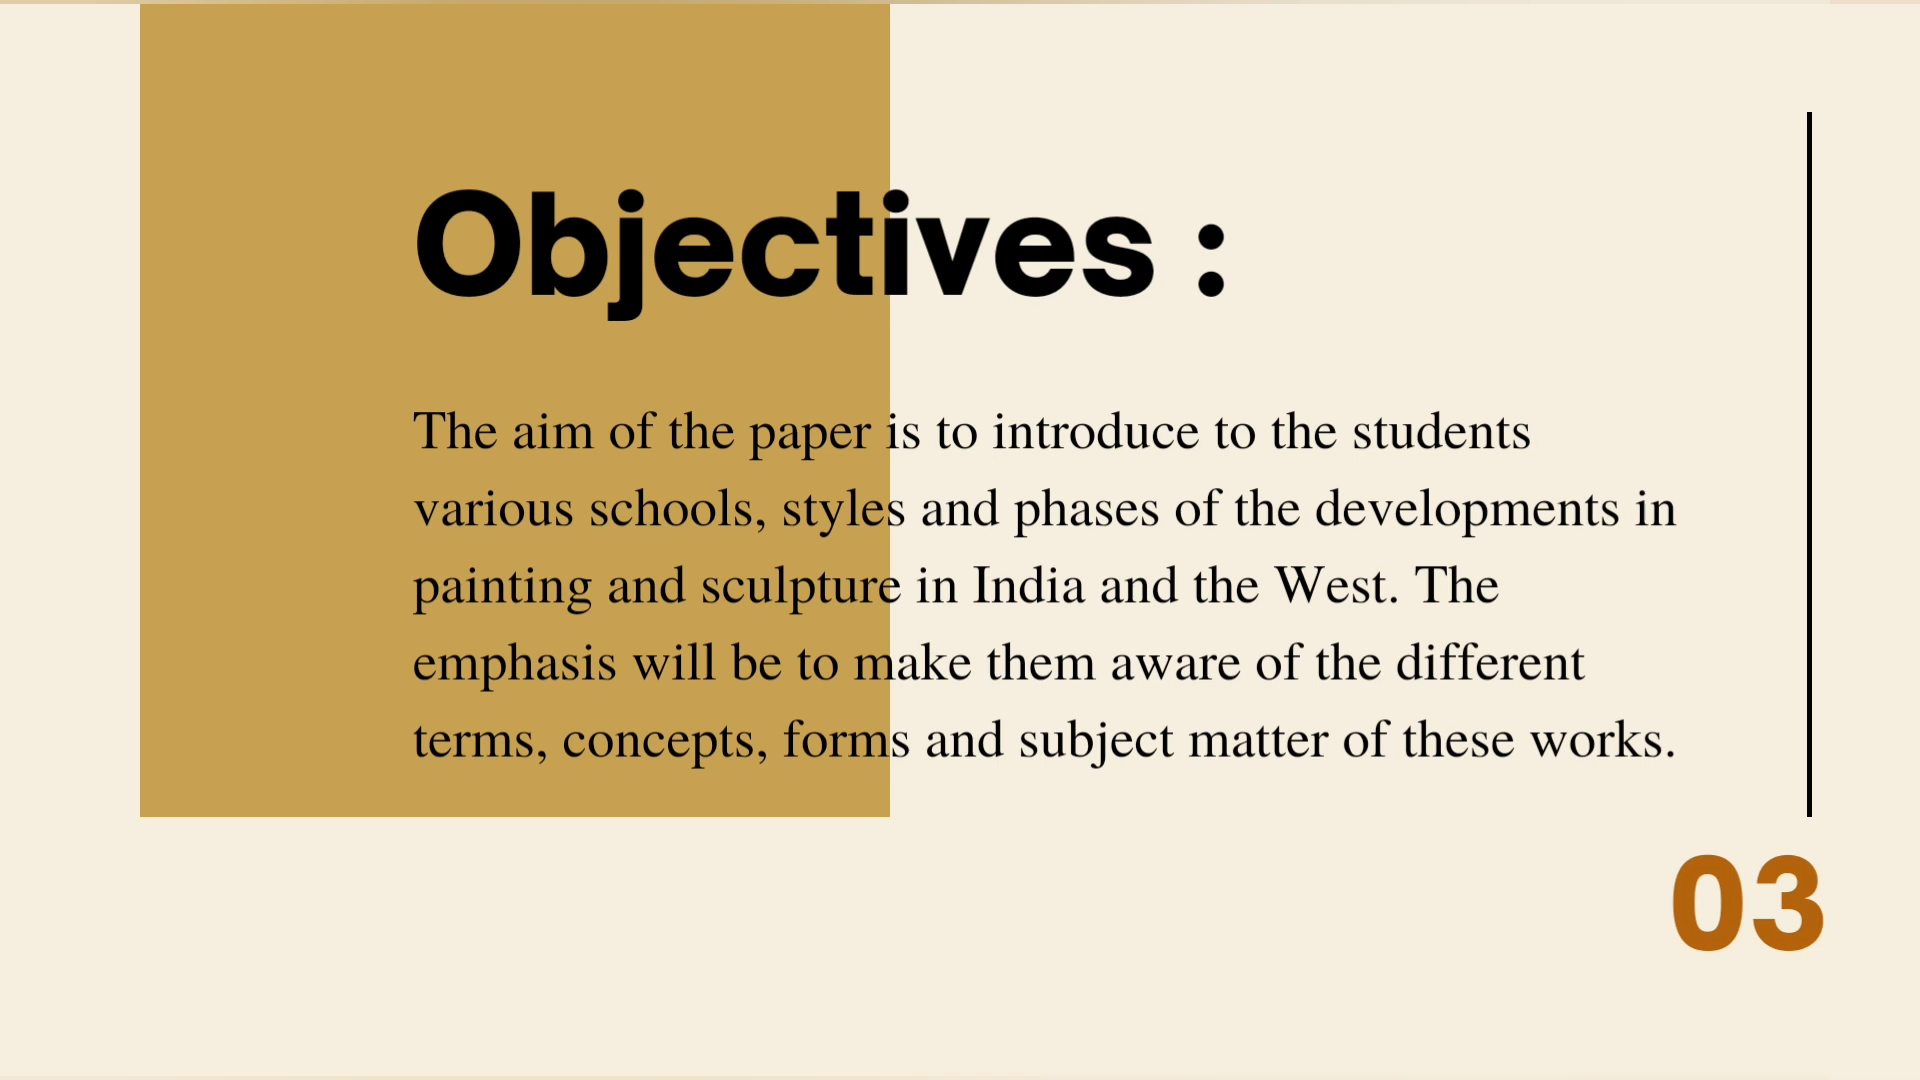 Objectives :
The aim of the paper is to introduce to the students
various schools, styles and phases of the developments in
painting and sculpture in India and the West. The
emphasis will be to make them aware of the different
terms, concepts, forms and subject matter of these works.
03